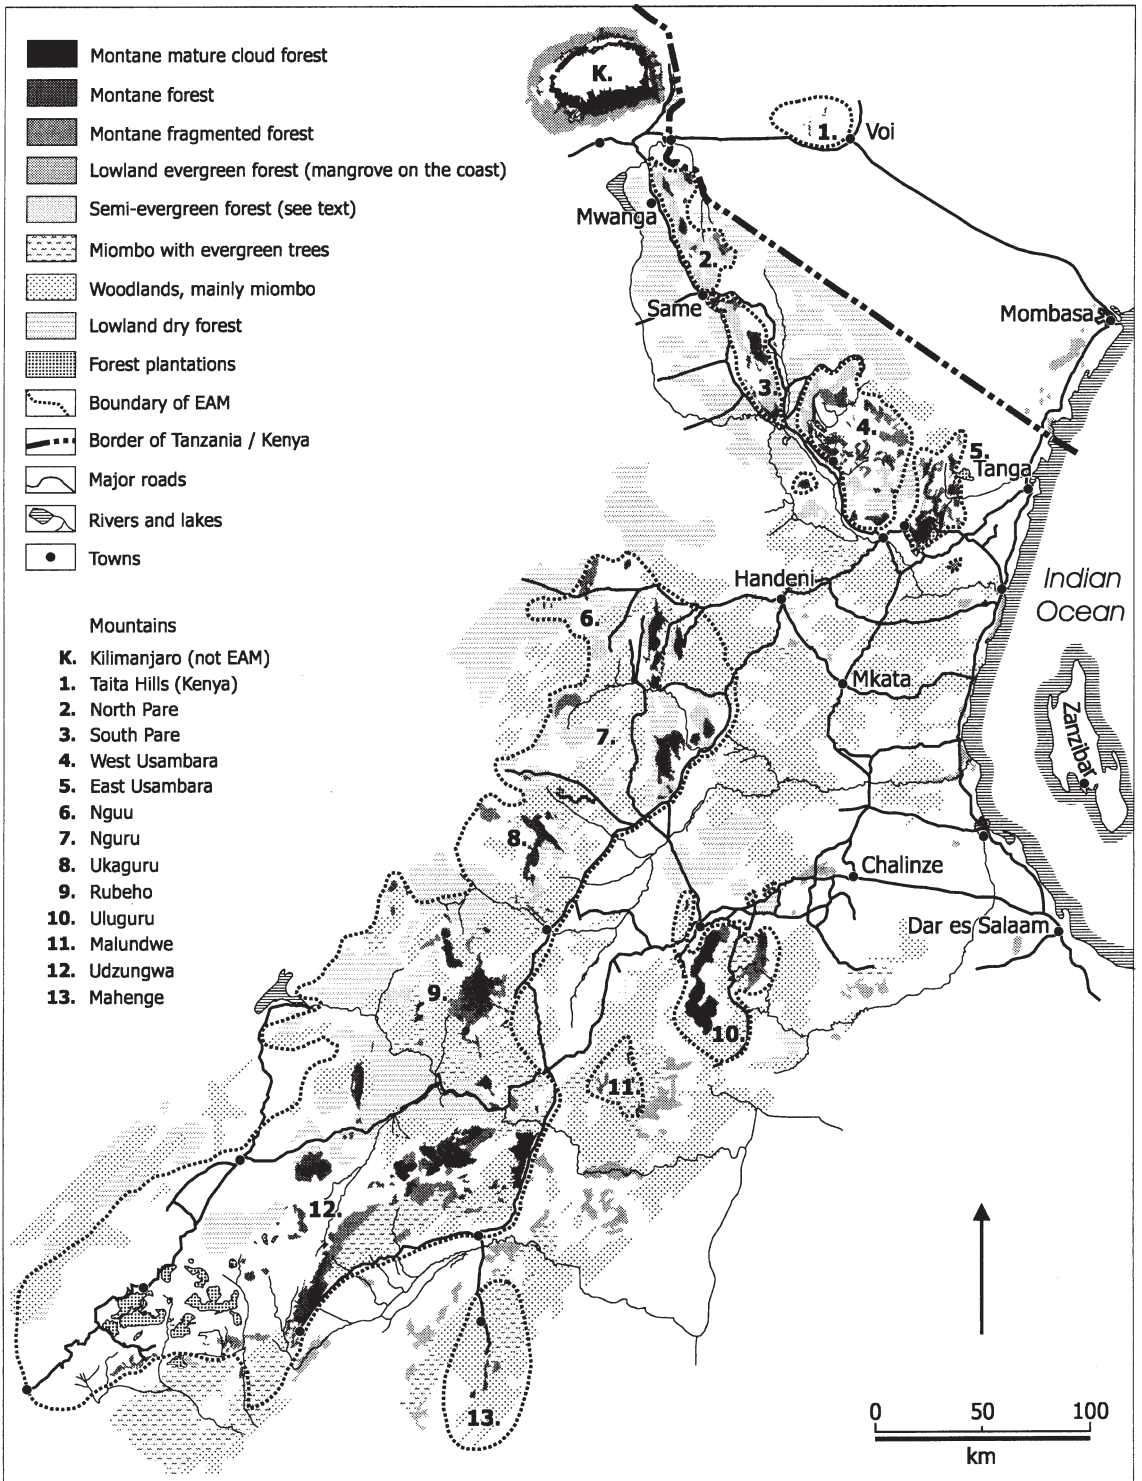 Montane mature cloud forest
Montane forest
Montane fragmented forest
Lowland evergreen forest (mangrove on the coast)
Semi-evergreen forest (see text)
Miombo with evergreen trees
Woodlands, mainly miombo
Lowland dry forest
Forest plantations
Boundary of EAM
Border of Tanzania / Kenya
Major roads
Rivers and lakes
Towns
Mountains
K. Kilimanjaro (not EAM)
1. Taita Hills (Kenya)
2. North Pare
3. South Pare
4. West Usambara
5. East Usambara
6. Nguu
7. Nguru
8. Ukaguru
9. Rubeho
10. Uluguru
11. Malundwe
12. Udzungwa
13. Mahenge
K.
1.
Voi
Mwanga
2.
Same
Mombasa
3.
4.
5.
Tanga
Handeni
Indian
Ocean
6.
Mkata
Zanzibar
7.
8.
Chalinze
Dar es Salaam
9.
10.
11.
12.
13.
0 50 100
km